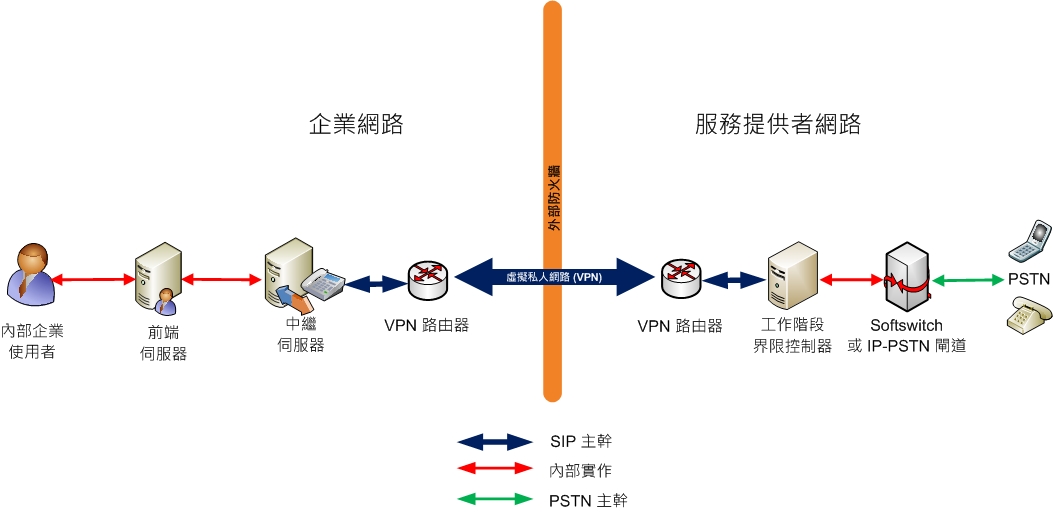 企業網路
服務提供者網路
外部防火牆
虛擬私人網路 (VPN)
內部企業
使用者
前端
伺服器
中繼
伺服器
VPN 路由器
VPN 路由器
工作階段
界限控制器
Softswitch
或 IP-PSTN 閘道
PSTN
SIP 主幹
內部實作
PSTN 主幹